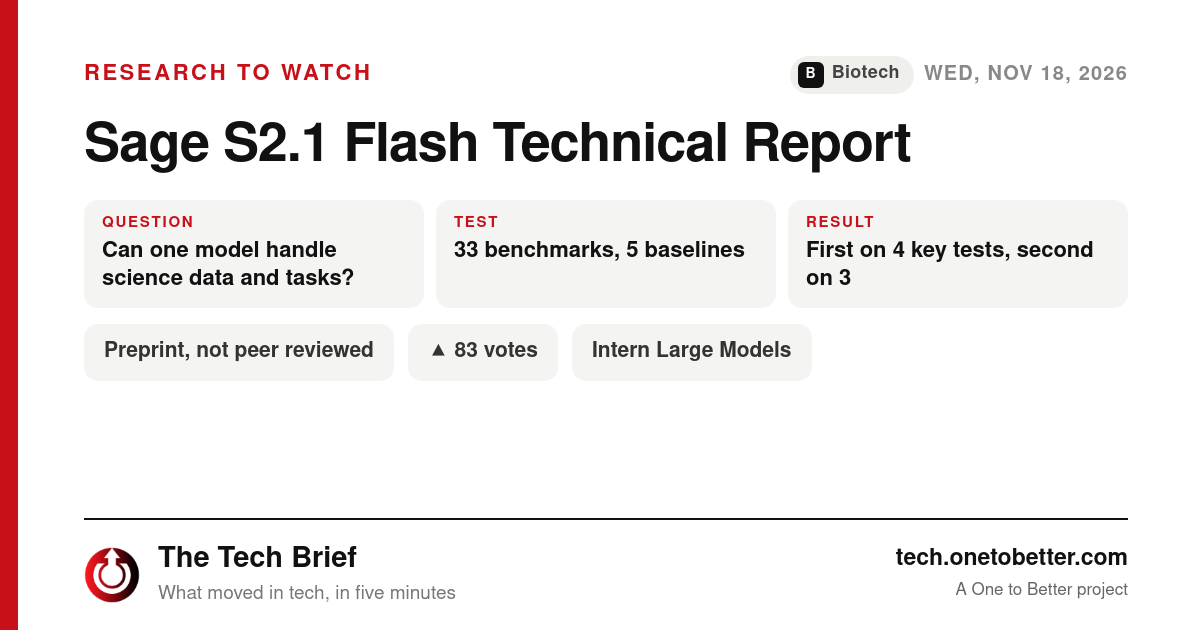 RESEARCH TO WATCH
B Biotech WED, NOV 18, 2026
Sage S2.1 Flash Technical Report
QUESTION
Can one model handle
science data and tasks?
TEST
33 benchmarks, 5 baselines
RESULT
First on 4 key tests, second
on 3
Preprint, not peer reviewed
▲ 83 votes
Intern Large Models
The Tech Brief
What moved in tech, in five minutes
tech.onetobetter.com
A One to Better project